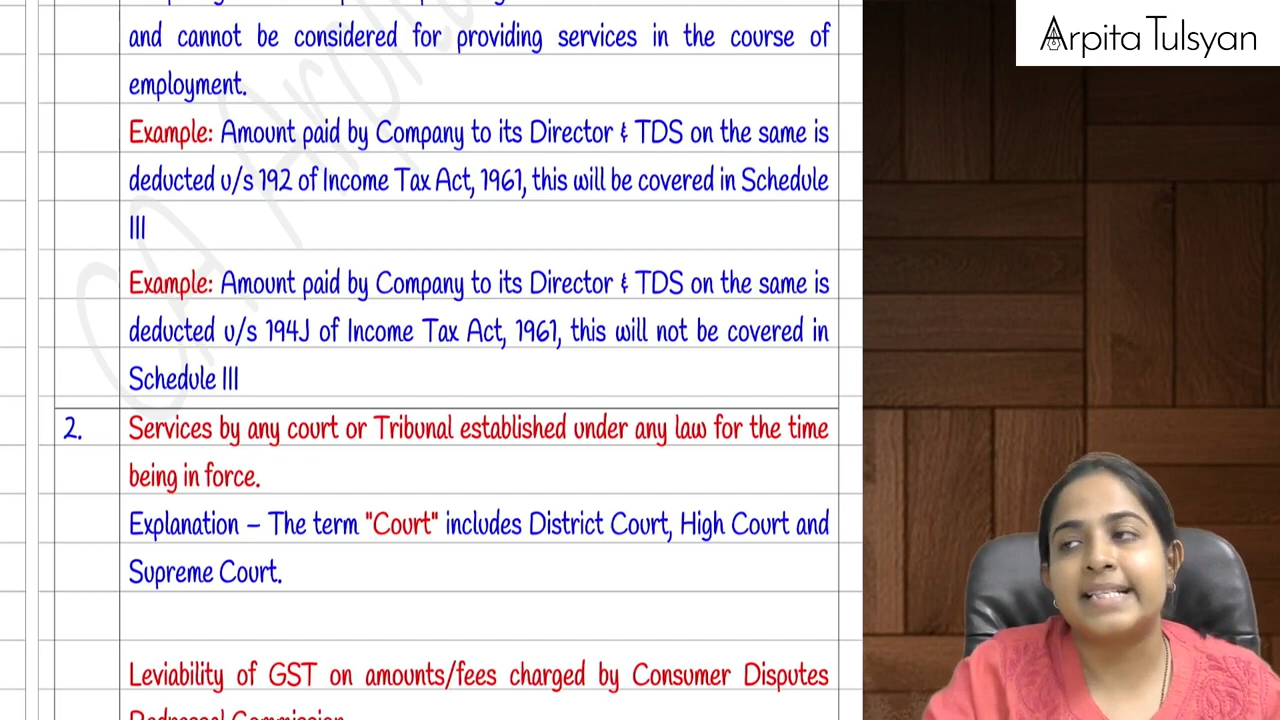 Arpita Tulsyan
and cannot be considered for providing services in the course of
employment.
Example: Amount paid by Company to its Director & TDS on the same is
deducted u/s 192 of Income Tax Act, 1961, this will be covered in Schedule
III
Example: Amount paid by Company to its Director & TDS on the same is
deducted u/s 194J of Income Tax Act, 1961, this will not be covered in
Schedule III
2. Services by any court or Tribunal established under any law for the time
being in force.
Explanation – The term "Court" includes District Court, High Court and
Supreme Court.
Leviability of GST on amounts/fees charged by Consumer Disputes